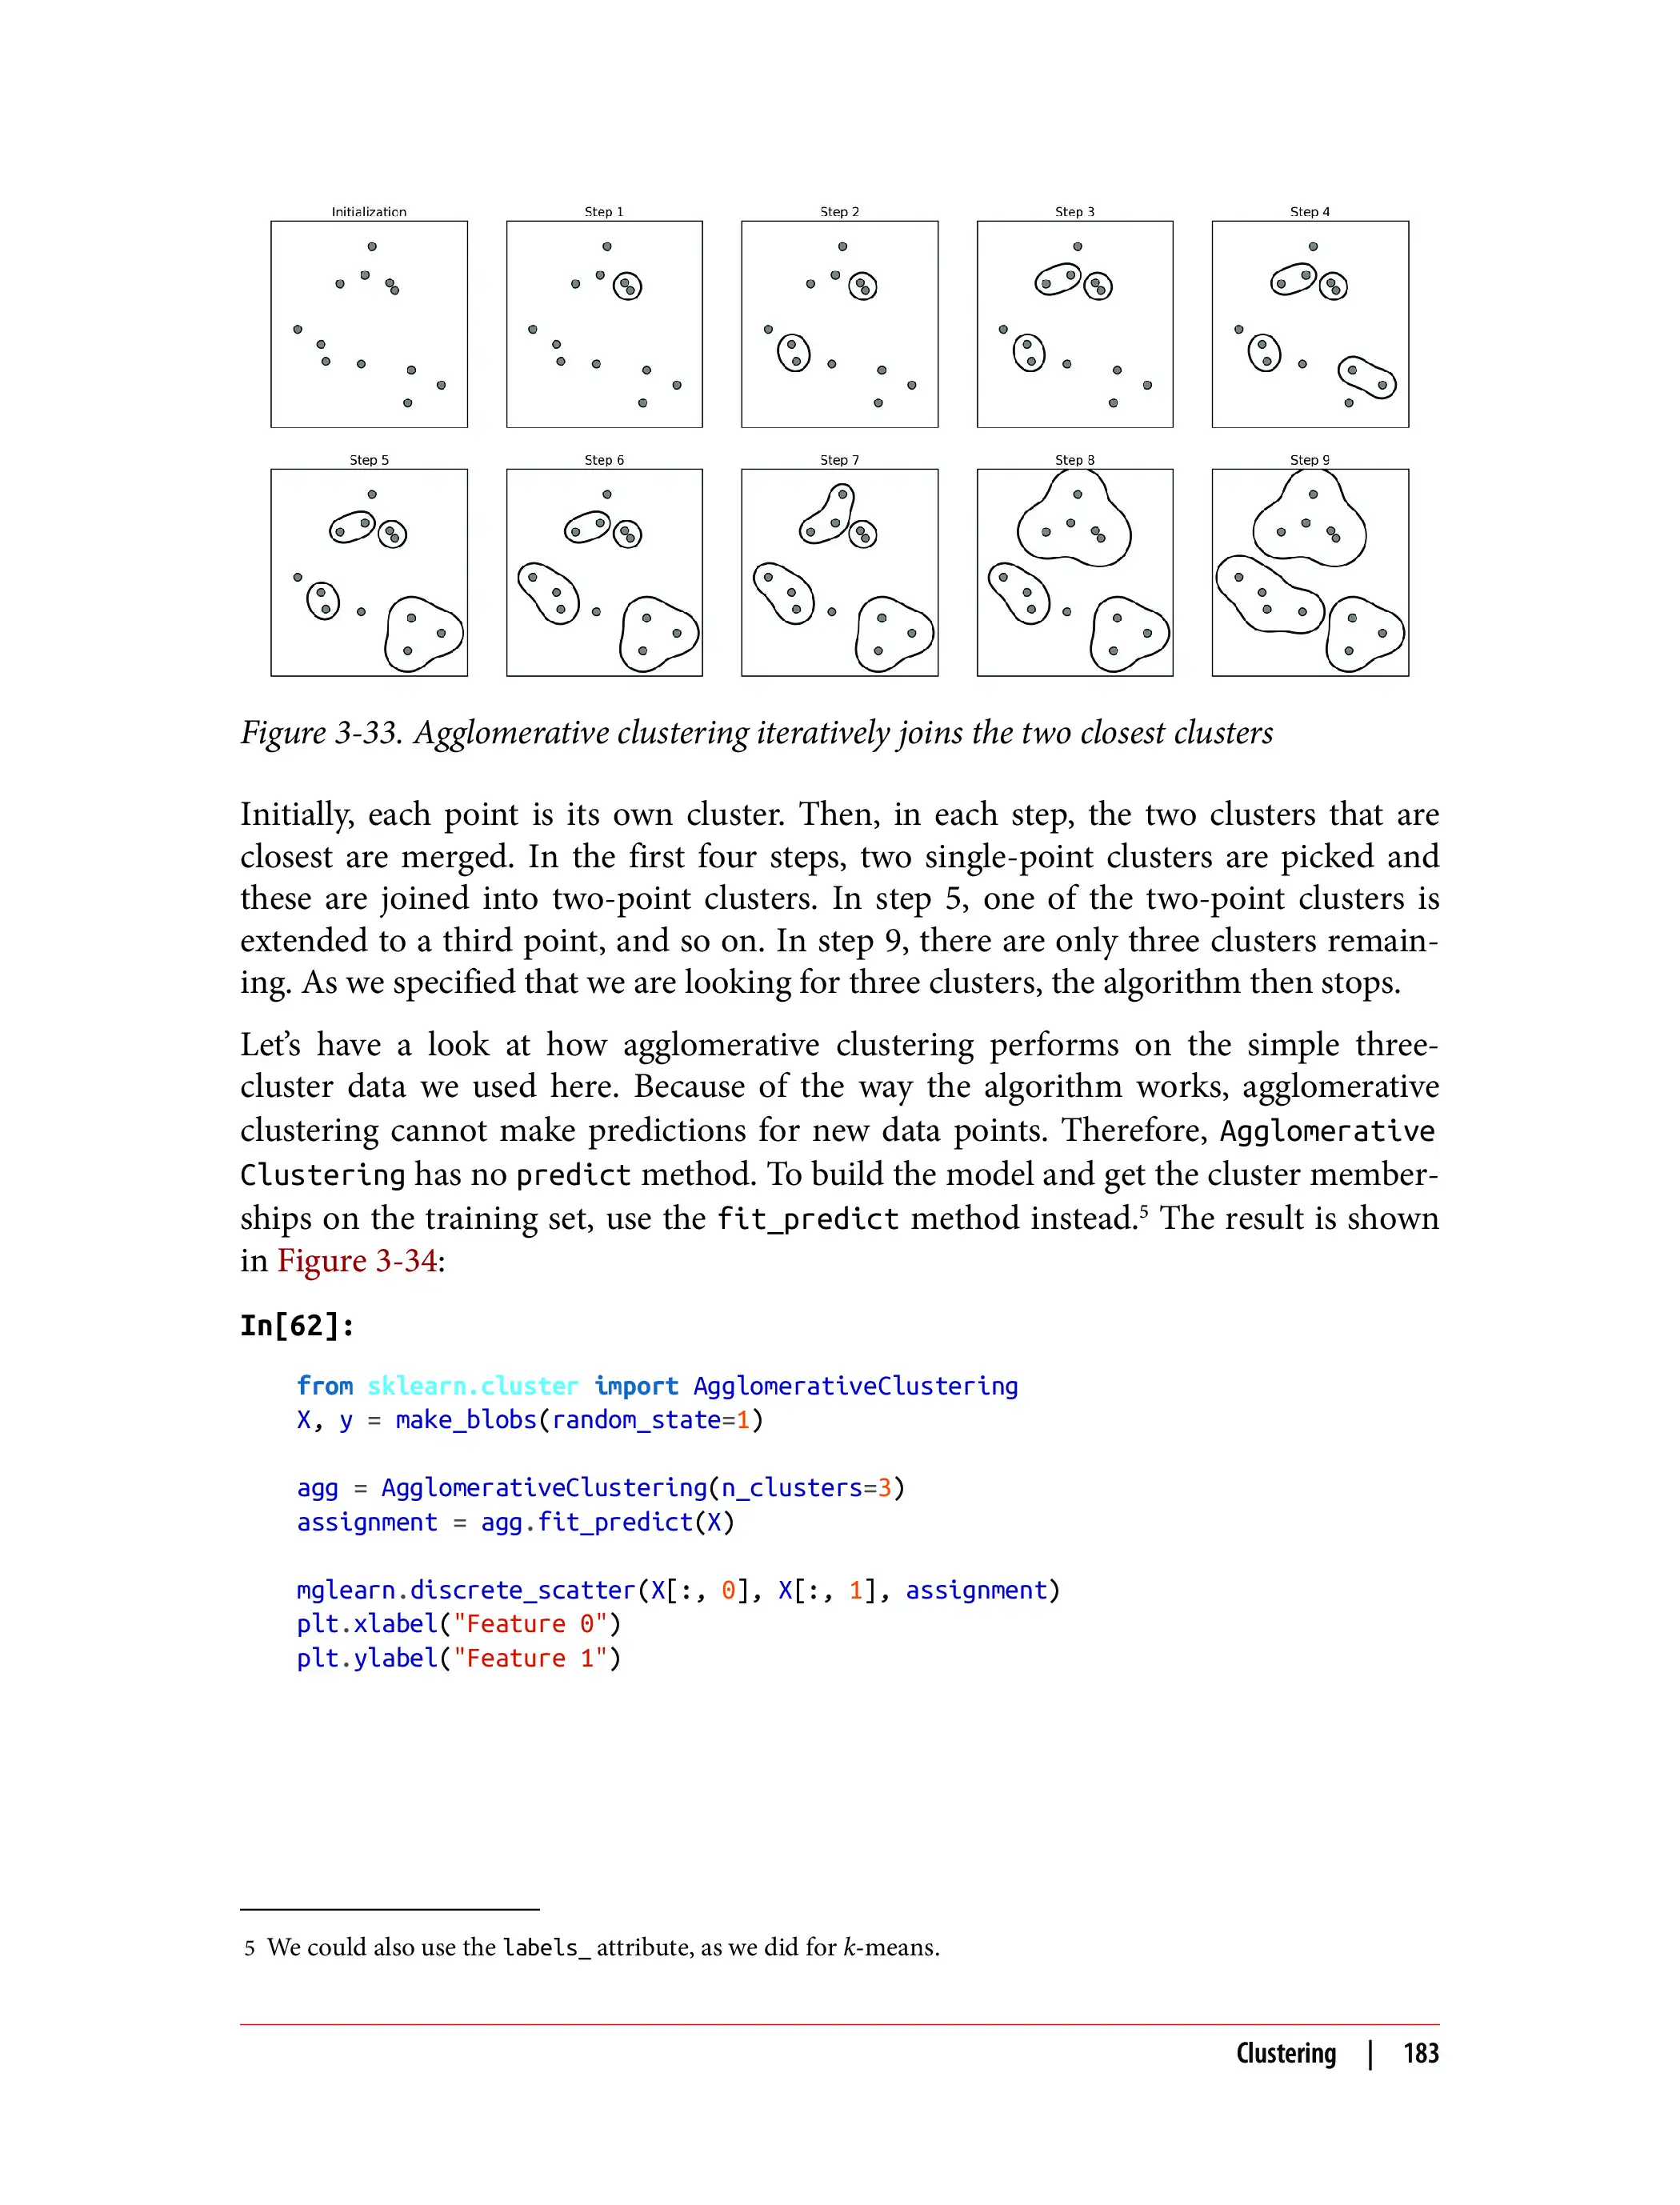 Initialization
Step 1
Step 2
Step 3
Step 4
Step 5
Step 6
Step 7
Step 8
Step 9
Figure 3-33. Agglomerative clustering iteratively joins the two closest clusters
Initially, each point is its own cluster. Then, in each step, the two clusters that are
closest are merged. In the first four steps, two single-point clusters are picked and
these are joined into two-point clusters. In step 5, one of the two-point clusters is
extended to a third point, and so on. In step 9, there are only three clusters remain-
ing. As we specified that we are looking for three clusters, the algorithm then stops.
Let’s have a look at how agglomerative clustering performs on the simple three-
cluster data we used here. Because of the way the algorithm works, agglomerative
clustering cannot make predictions for new data points. Therefore, Agglomerative
Clustering has no predict method. To build the model and get the cluster member-
ships on the training set, use the fit_predict method instead.5 The result is shown
in Figure 3-34:
In[62]:
from sklearn.cluster import AgglomerativeClustering
X, y = make_blobs(random_state=1)
agg = AgglomerativeClustering(n_clusters=3)
assignment = agg.fit_predict(X)
mglearn.discrete_scatter(X[:, 0], X[:, 1], assignment)
plt.xlabel("Feature 0")
plt.ylabel("Feature 1")
5 We could also use the labels_ attribute, as we did for k-means.
Clustering | 183